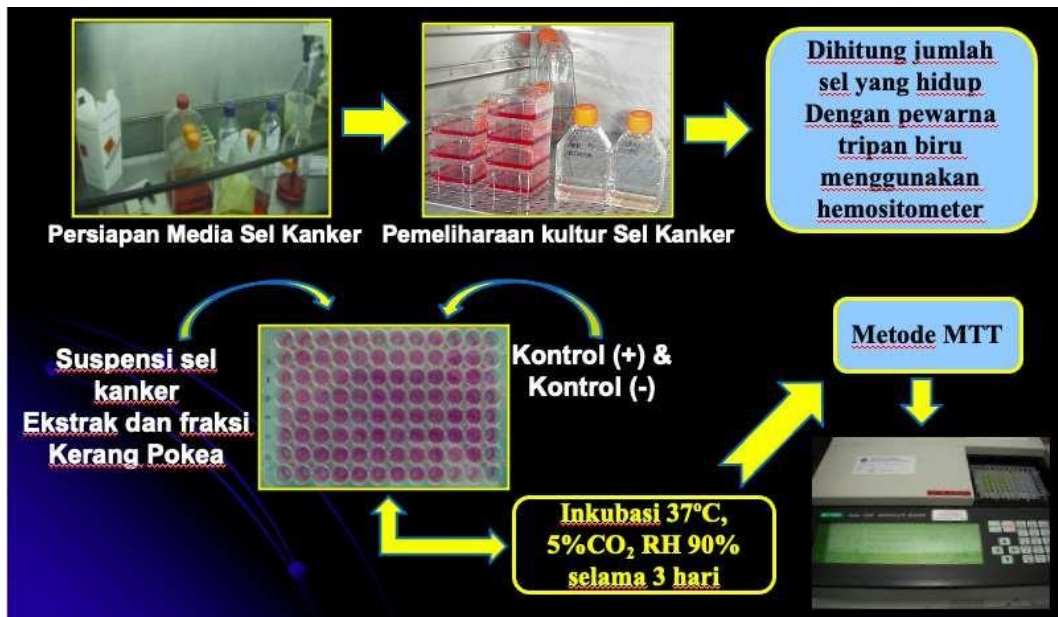 Persiapan Media Sel Kanker
Pemeliharaan kultur Sel Kanker
Dihitung jumlah
sel yang hidup
Dengan pewarna
tripan biru
menggunakan
hemositometer
Suspensi sel
kanker
Ekstrak dan fraksi
Kerang Pokea
Kontrol (+) &
Kontrol (-)
Inkubasi 37ºC,
5%CO₂ RH 90%
selama 3 hari
Metode MTT